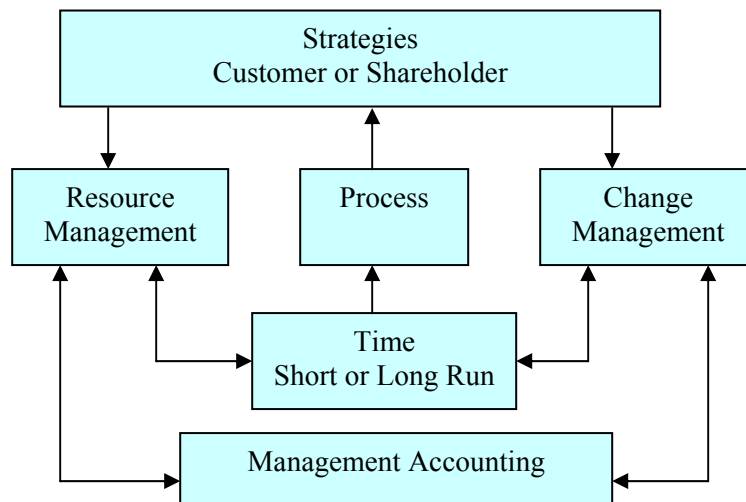 Strategies
Customer or Shareholder
Resource
Management
Process
Change
Management
Time
Short or Long Run
Management Accounting